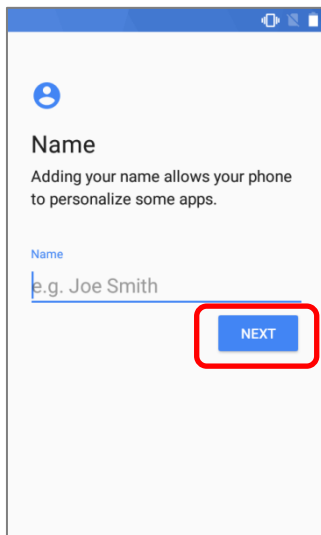 Name
Adding your name allows your phone
to personalize some apps.
Name
e.g. Joe Smith
NEXT